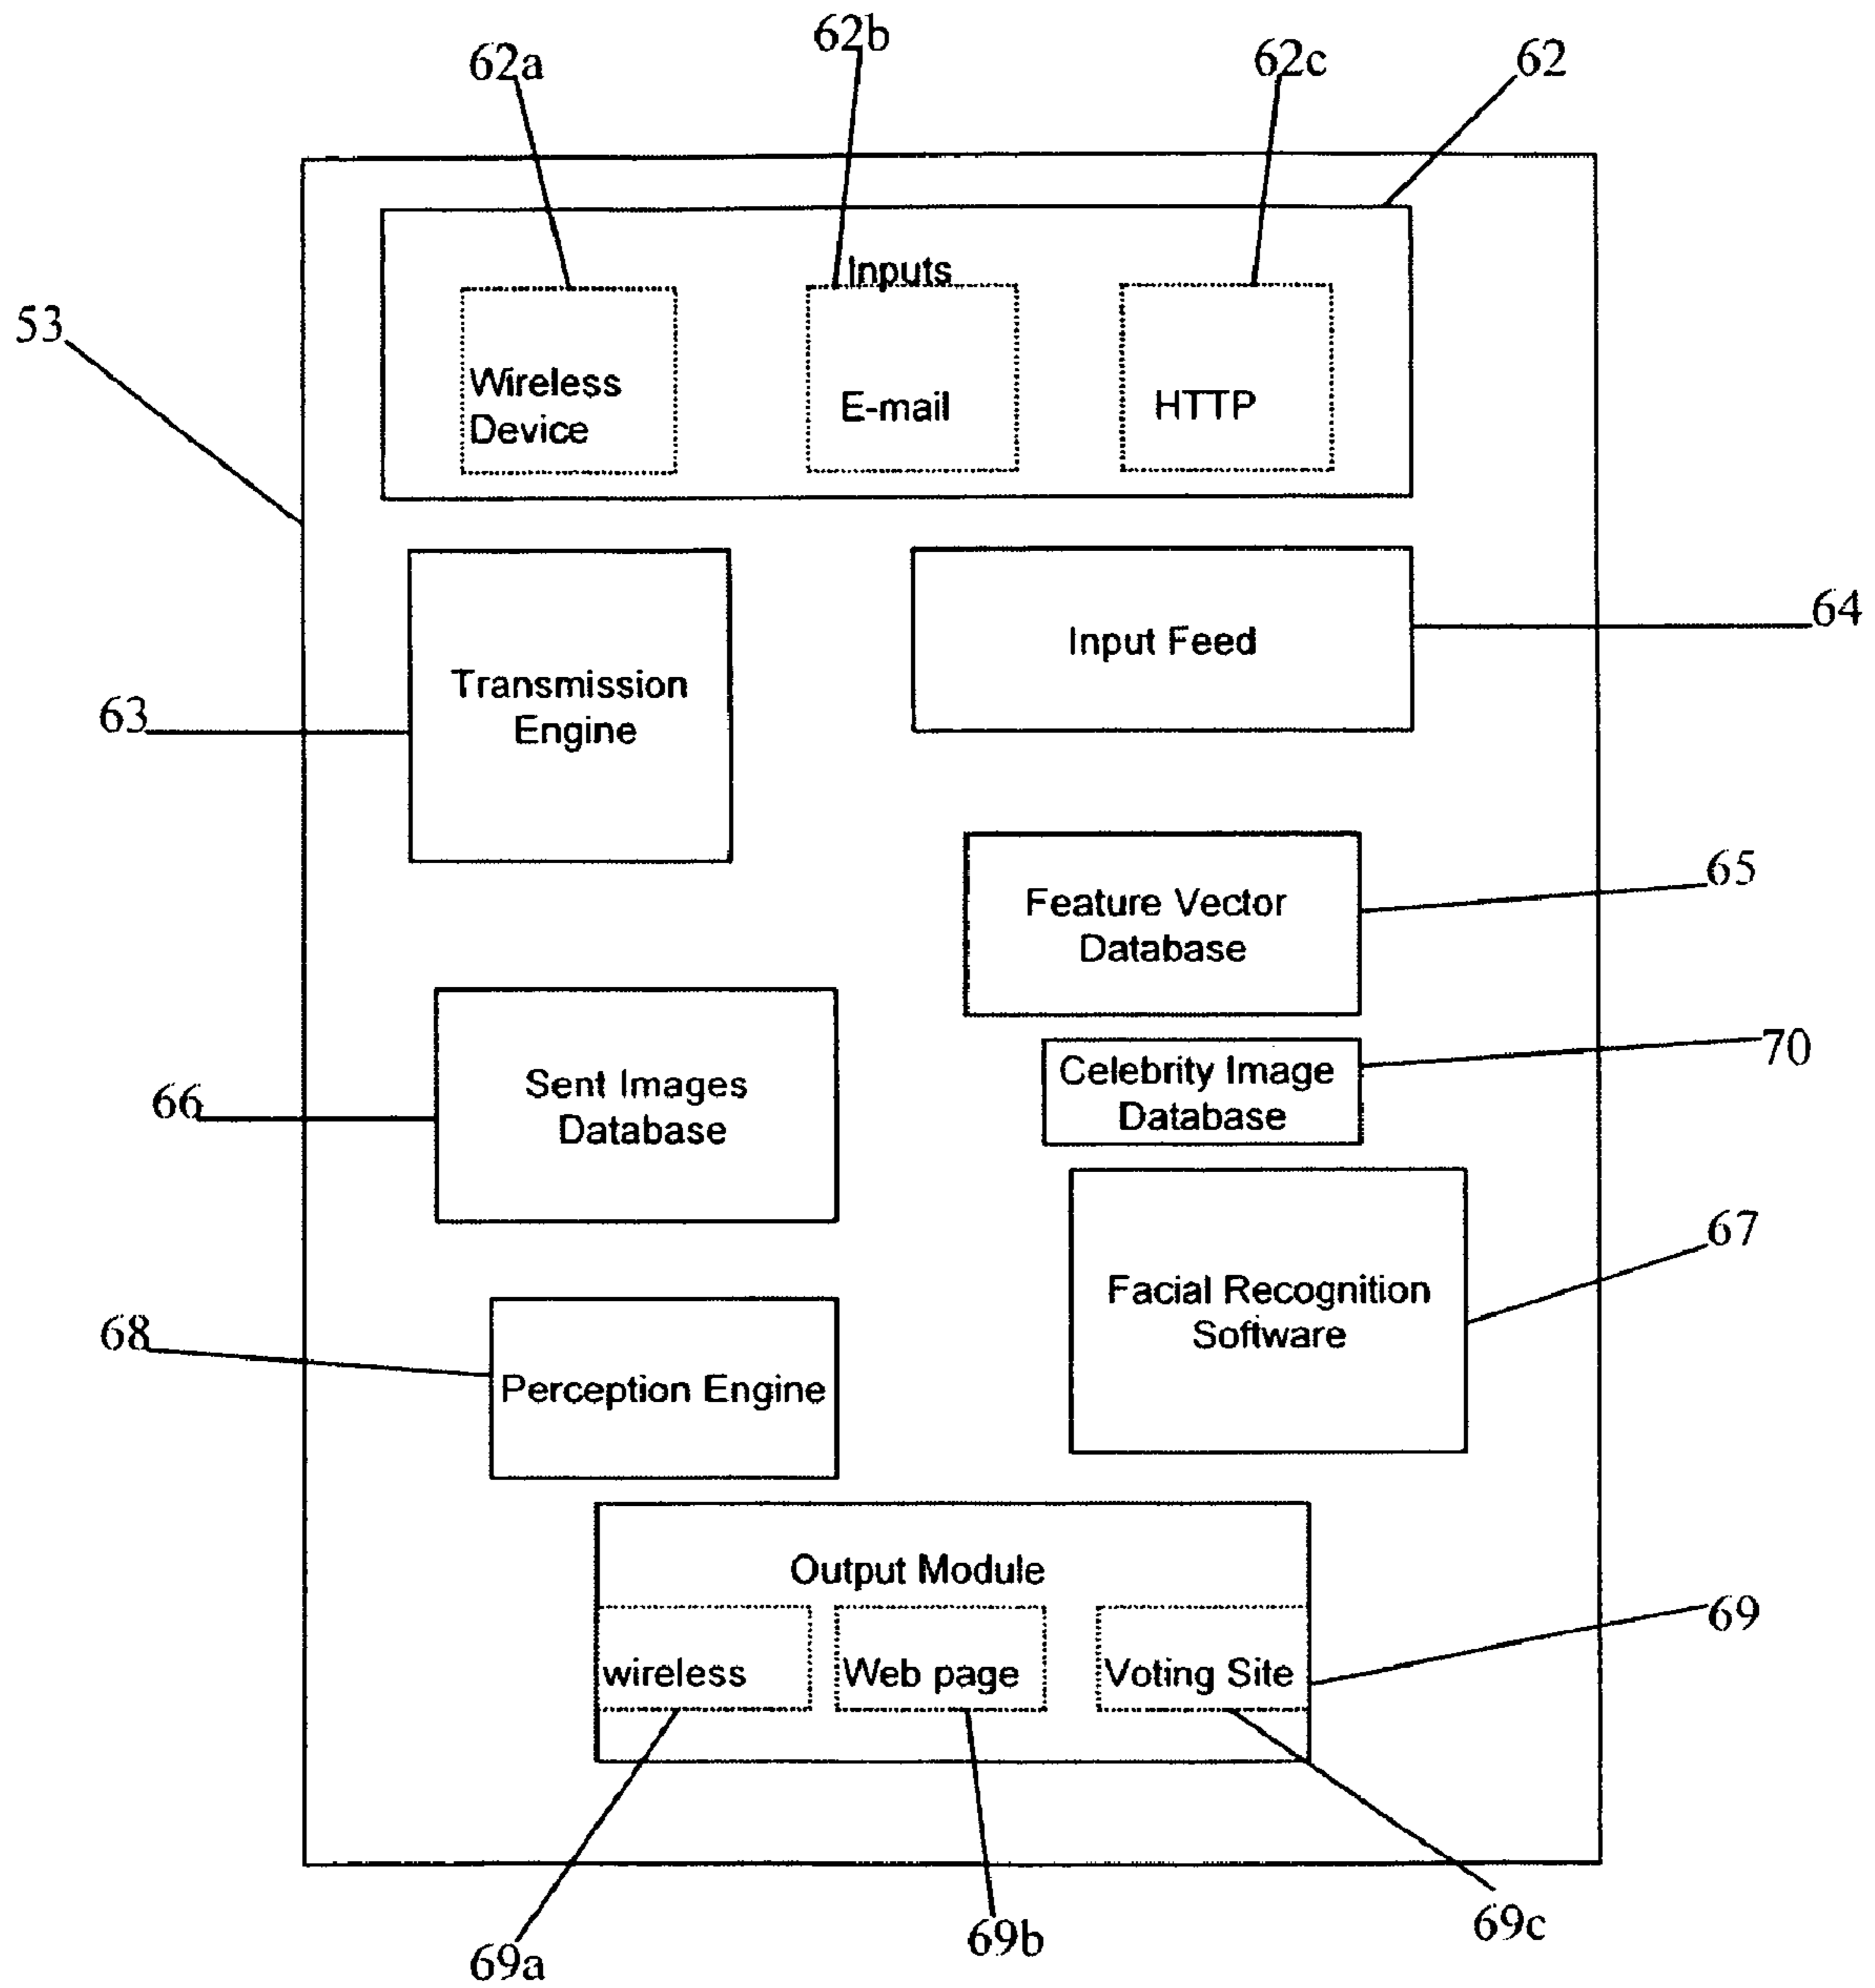 62a
62b
62c
62
53
Inputs
Wireless
Device
E-mail
HTTP
64
Input Feed
63
Transmission
Engine
65
Feature Vector
Database
66
Sent Images
Database
70
Celebrity Image
Database
67
Facial Recognition
Software
68
Perception Engine
Output Module
69
wireless
Web page
Voting Site
69a
69b
69c